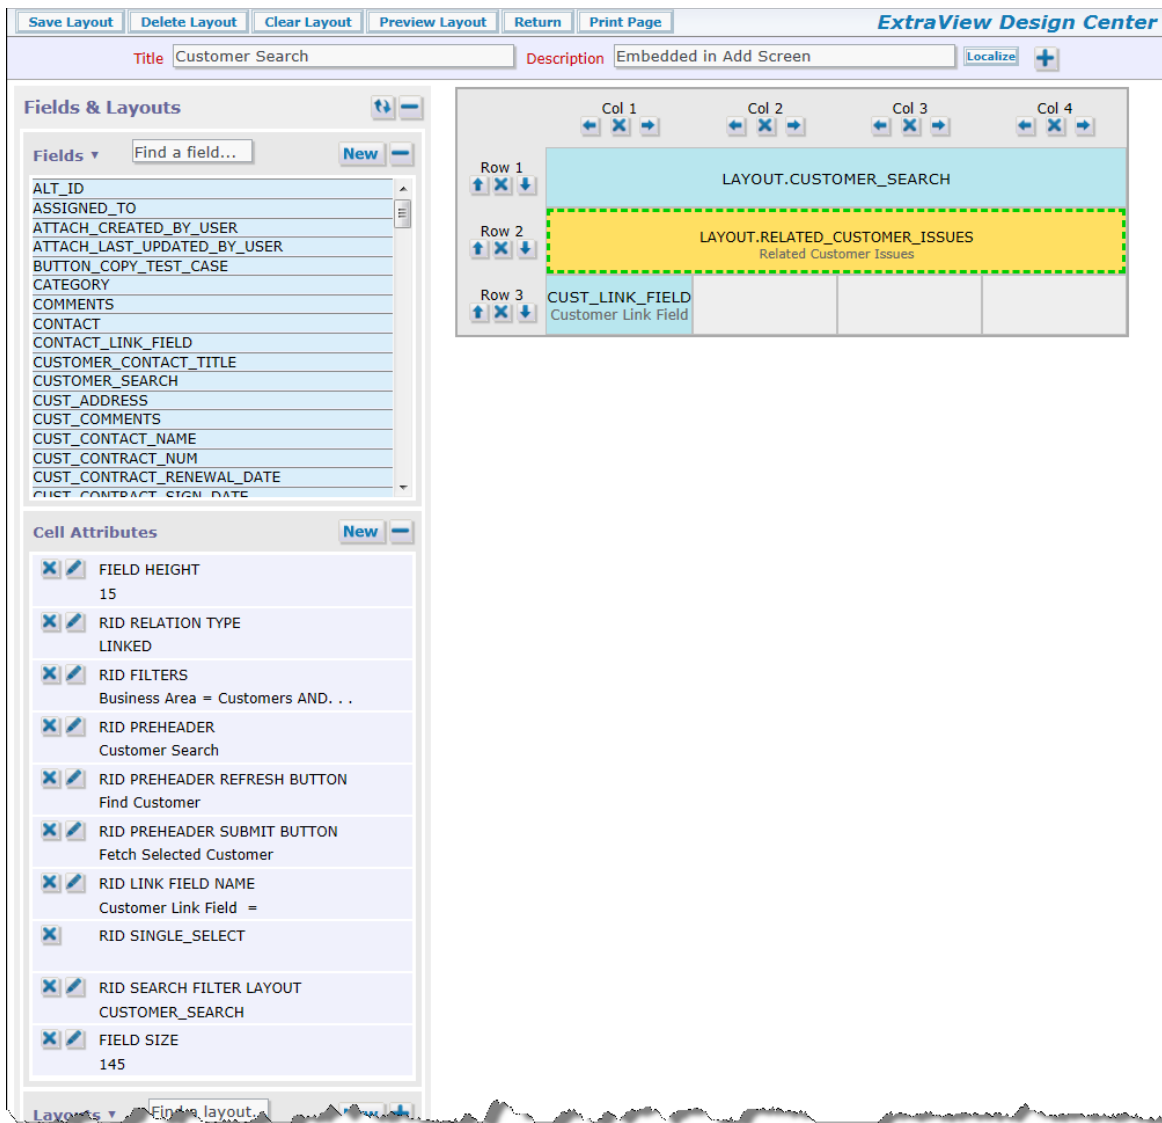 Save Layout Delete Layout Clear Layout Preview Layout Return Print Page ExtraView Design Center
Title Customer Search Description Embedded in Add Screen Localize
Fields & Layouts
Fields Find a field... New
ALT_ID
ASSIGNED_TO
ATTACH_CREATED_BY_USER
ATTACH_LAST_UPDATED_BY_USER
BUTTON_COPY_TEST_CASE
CATEGORY
COMMENTS
CONTACT
CONTACT_LINK_FIELD
CUSTOMER_CONTACT_TITLE
CUSTOMER_SEARCH
CUST_ADDRESS
CUST_COMMENTS
CUST_CONTACT_NAME
CUST_CONTRACT_NUM
CUST_CONTRACT_RENEWAL_DATE
CUST_CONTRACT_SIGN_DATE
Cell Attributes New
FIELD HEIGHT
15
RID RELATION TYPE
LINKED
RID FILTERS
Business Area = Customers AND. . .
RID PREHEADER
Customer Search
RID PREHEADER REFRESH BUTTON
Find Customer
RID PREHEADER SUBMIT BUTTON
Fetch Selected Customer
RID LINK FIELD NAME
Customer Link Field =
RID SINGLE_SELECT
RID SEARCH FILTER LAYOUT
CUSTOMER_SEARCH
FIELD SIZE
145
Layouts Find a layout... New
Col 1 Col 2 Col 3 Col 4
Row 1 LAYOUT.CUSTOMER_SEARCH
Row 2 LAYOUT.RELATED_CUSTOMER_ISSUES
Related Customer Issues
Row 3 CUST_LINK_FIELD
Customer Link Field